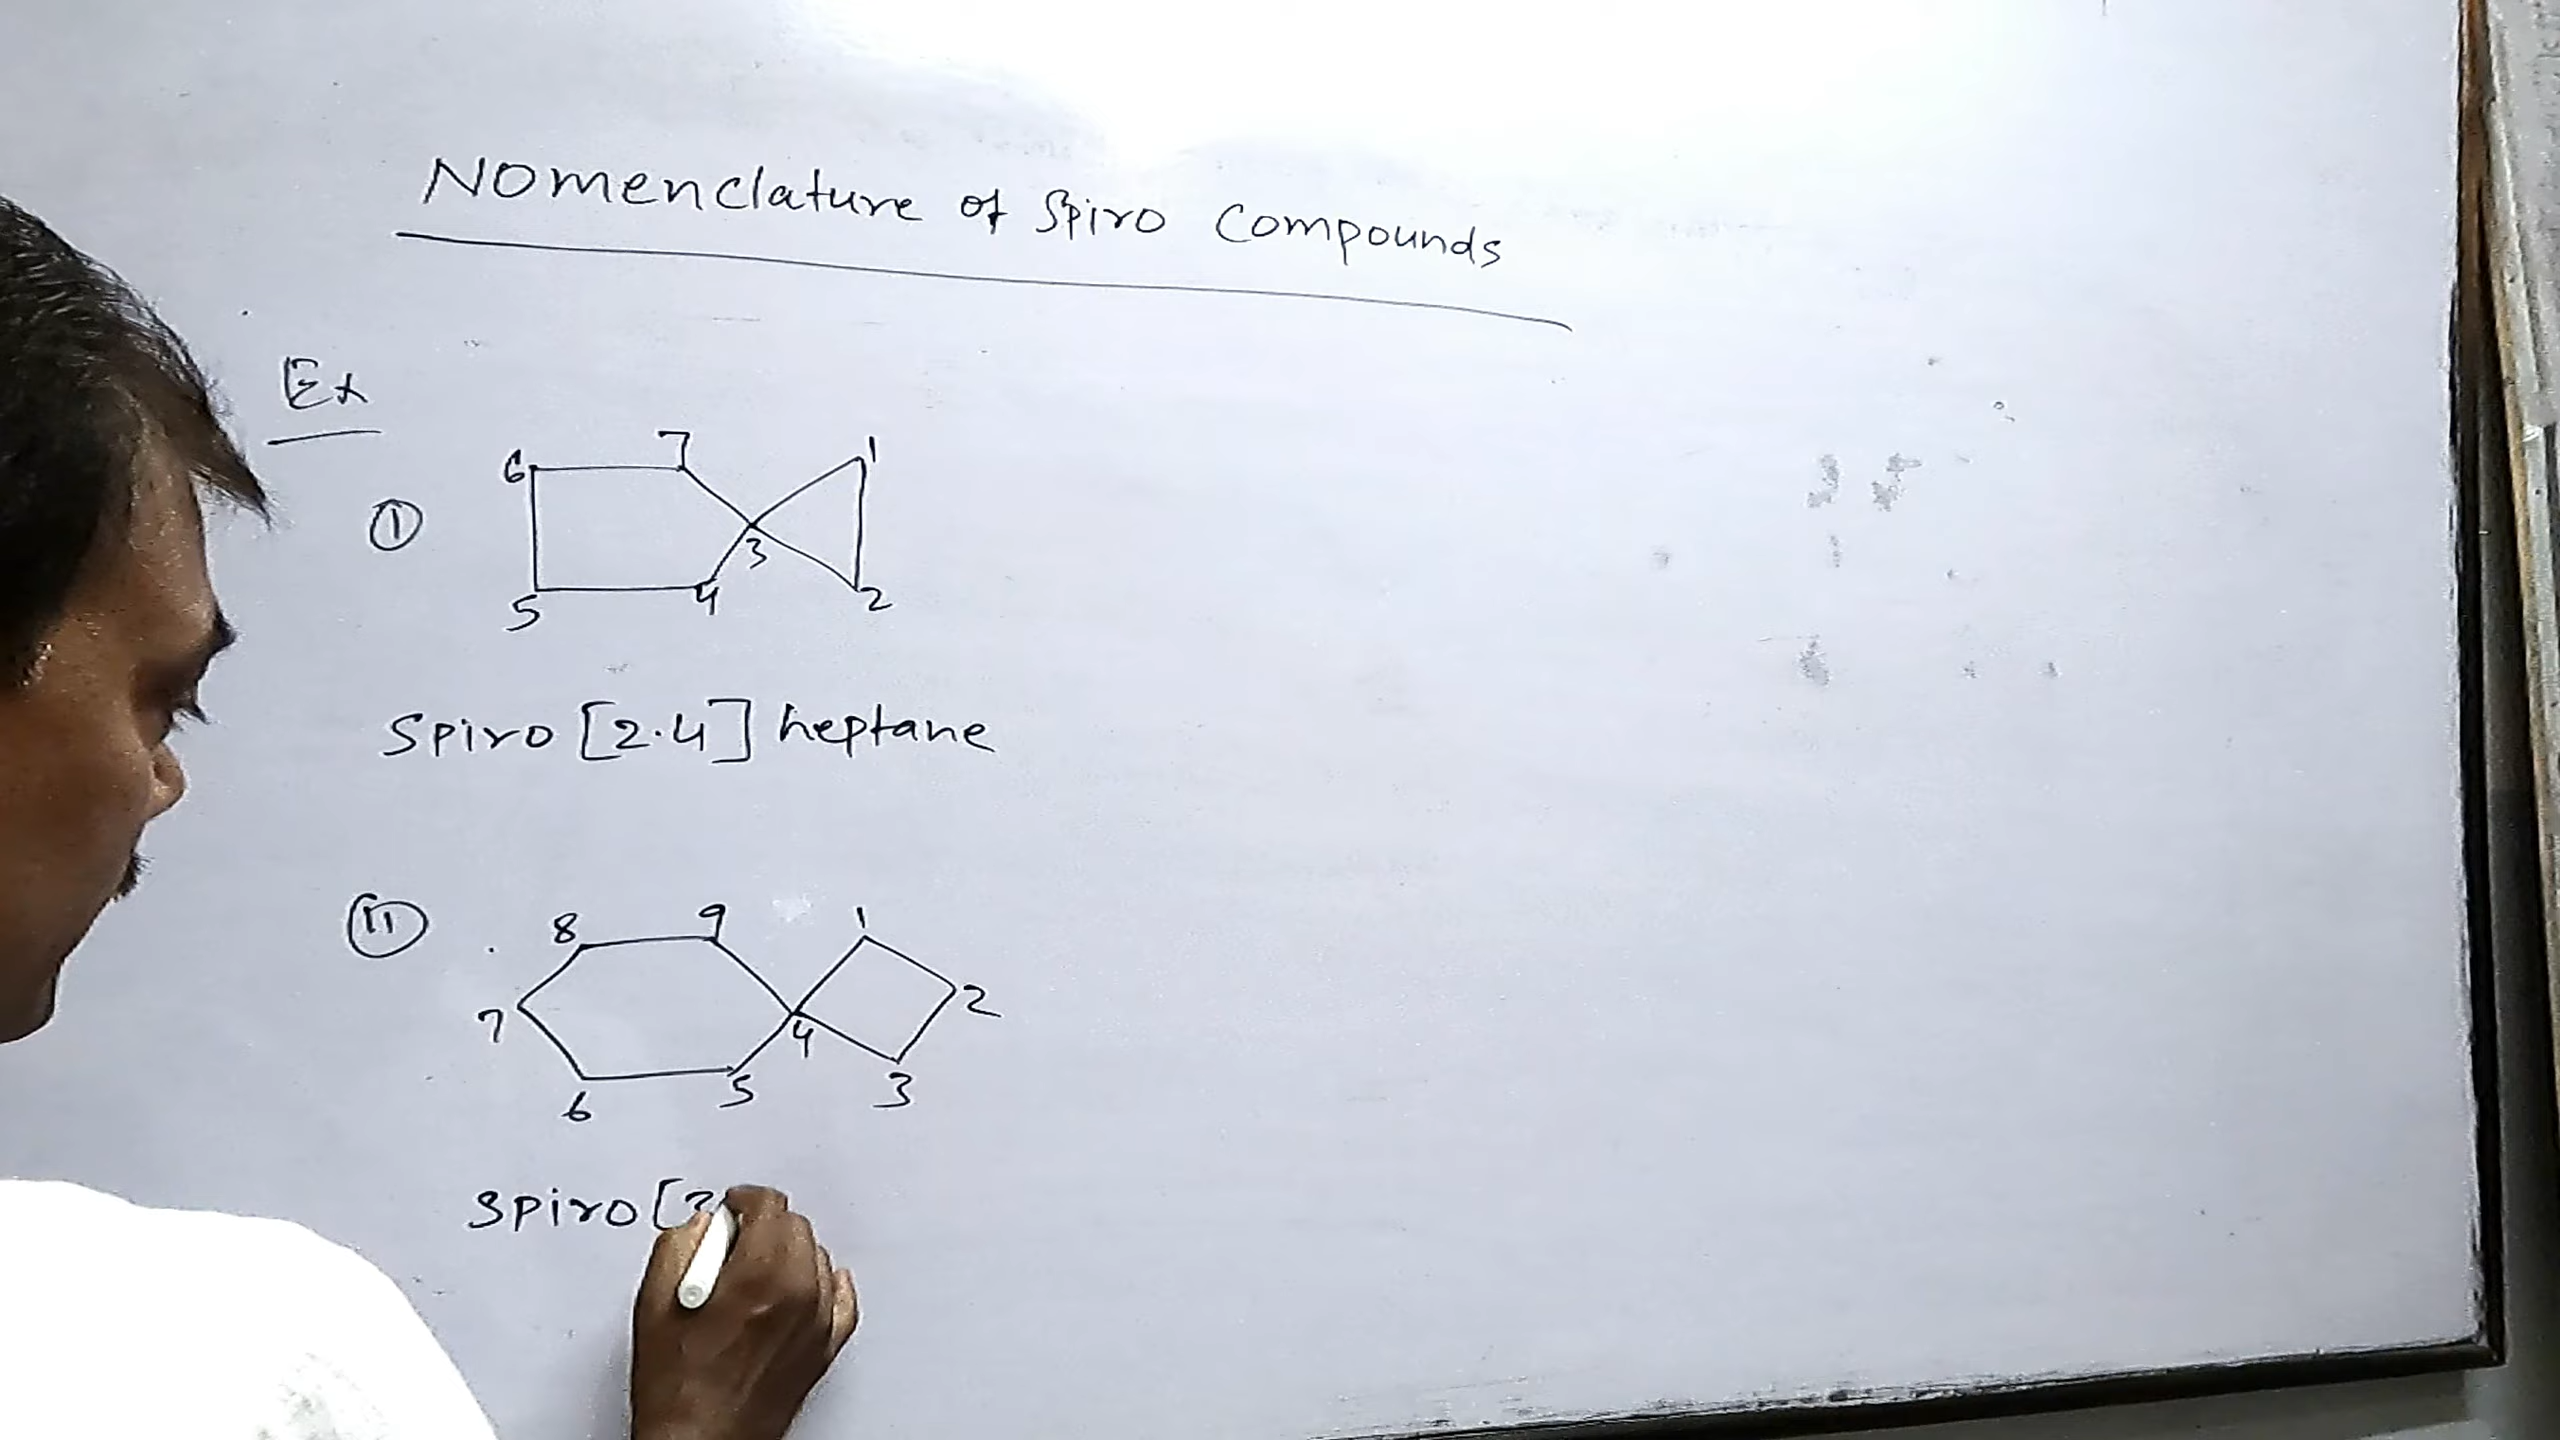 Nomenclature of Spiro Compounds
Ex
① 6 7 1
3
5 4 2
Spiro [2.4] heptane
ii 8 9 1
7 4 2
6 5 3
Spiro [3